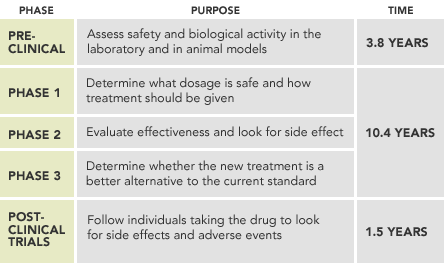 PHASE PURPOSE TIME
PRE-
CLINICAL
Assess safety and biological activity in the
laboratory and in animal models
3.8 YEARS
PHASE 1
Determine what dosage is safe and how
treatment should be given
PHASE 2
Evaluate effectiveness and look for side effect
10.4 YEARS
PHASE 3
Determine whether the new treatment is a
better alternative to the current standard
POST-
CLINICAL
TRIALS
Follow individuals taking the drug to look
for side effects and adverse events
1.5 YEARS